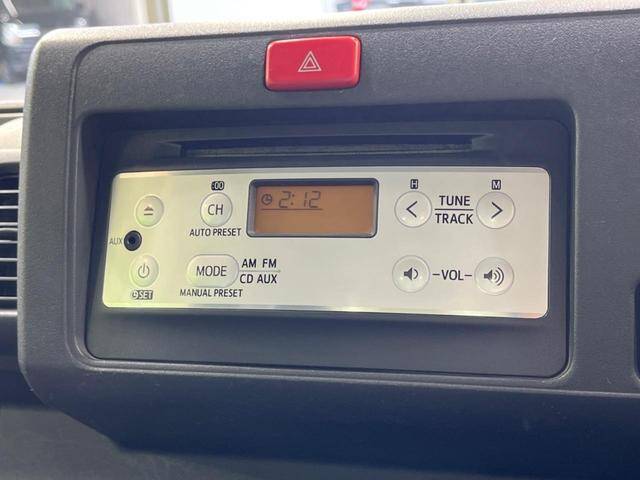 :00
H
M
CH
2:12
TUNE
TRACK
AUTO PRESET
AUX
MODE
AM FM
CD AUX
-VOL-
SET
MANUAL PRESET